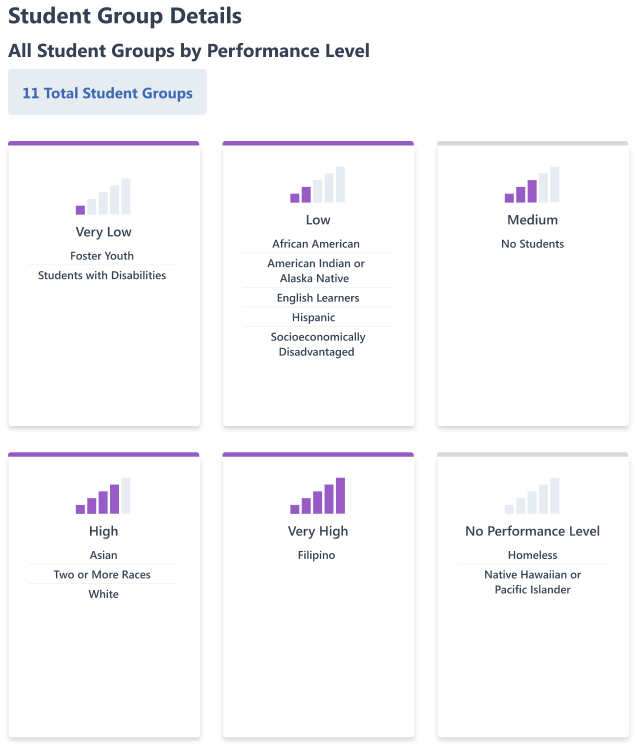 Student Group Details
All Student Groups by Performance Level
11 Total Student Groups
Very Low
Foster Youth
Students with Disabilities
Low
African American
American Indian or
Alaska Native
English Learners
Hispanic
Socioeconomically
Disadvantaged
Medium
No Students
High
Asian
Two or More Races
White
Very High
Filipino
No Performance Level
Homeless
Native Hawaiian or
Pacific Islander